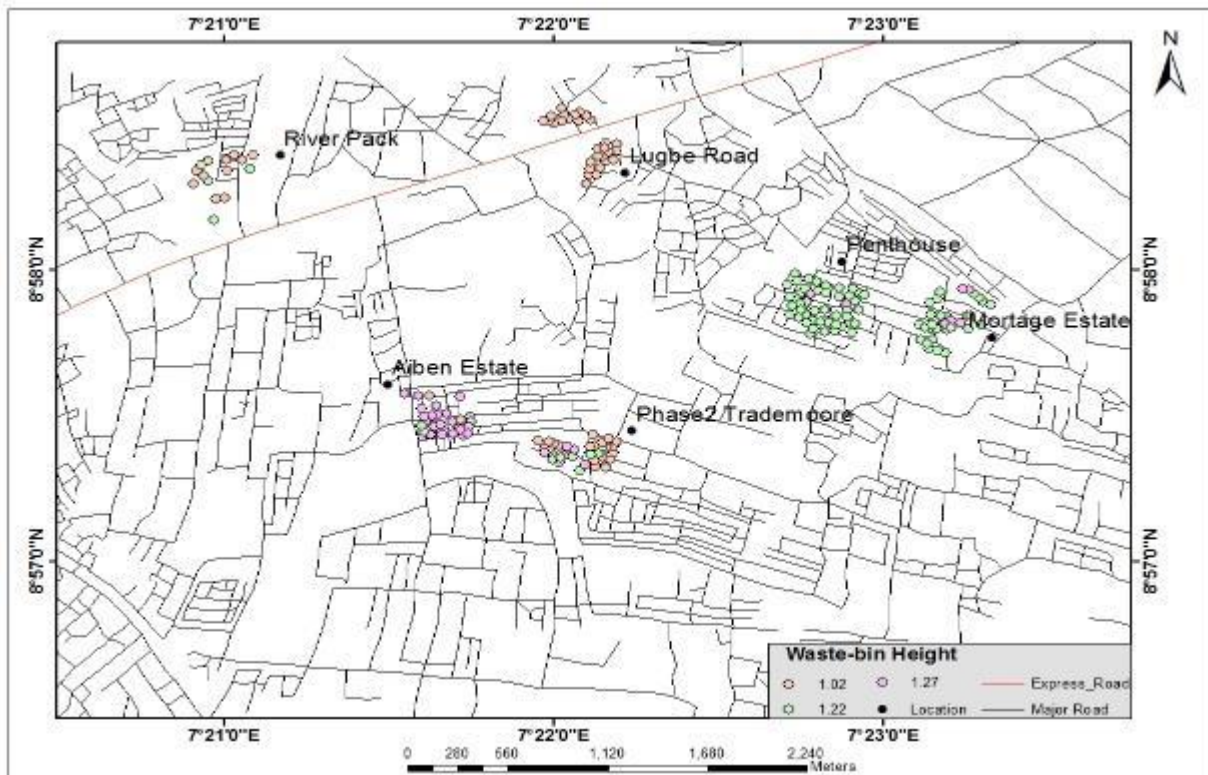 7°21'0"E 7°22'0"E 7°23'0"E
N
River Pack
Lugbe Road
Penthouse
8°58'0"N 8°58'0"N
Mortage Estate
Aiben Estate
Phase2 Trademoore
8°57'0"N 8°57'0"N
Waste-bin Height
1.02 1.27 Express_Road
1.22 Location Major Road
7°21'0"E 7°22'0"E 7°23'0"E
0 280 560 1,120 1,680 2,240
Meters